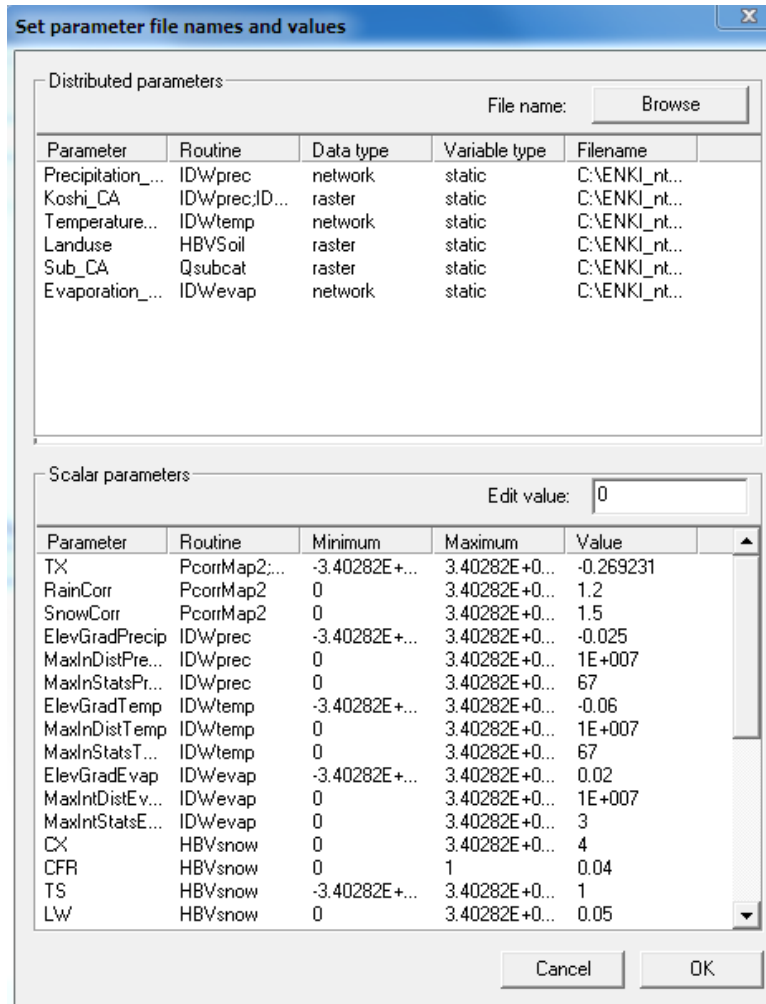 Set parameter file names and values
Distributed parameters
File name: Browse
Parameter Routine Data type Variable type Filename
Precipitation_... IDWprec network static C:\ENKI_nt...
Koshi_CA IDWprec;ID... raster static C:\ENKI_nt...
Temperature... IDWtemp network static C:\ENKI_nt...
Landuse HBVSoil raster static C:\ENKI_nt...
Sub_CA Qsubcat raster static C:\ENKI_nt...
Evaporation_... IDWevap network static C:\ENKI_nt...
Scalar parameters
Edit value: 0
Parameter Routine Minimum Maximum Value
TX PcorrMap2;... -3.40282E+... 3.40282E+0... -0.269231
RainCorr PcorrMap2 0 3.40282E+0... 1.2
SnowCorr PcorrMap2 0 3.40282E+0... 1.5
ElevGradPrecip IDWprec -3.40282E+... 3.40282E+0... -0.025
MaxInDistPre... IDWprec 0 3.40282E+0... 1E+007
MaxInStatsPr... IDWprec 0 3.40282E+0... 67
ElevGradTemp IDWtemp -3.40282E+... 3.40282E+0... -0.06
MaxInDistTemp IDWtemp 0 3.40282E+0... 1E+007
MaxInStatsT... IDWtemp 0 3.40282E+0... 67
ElevGradEvap IDWevap -3.40282E+... 3.40282E+0... 0.02
MaxIntDistEv... IDWevap 0 3.40282E+0... 1E+007
MaxIntStatsE... IDWevap 0 3.40282E+0... 3
CX HBVsnow 0 3.40282E+0... 4
CFR HBVsnow 0 1 0.04
TS HBVsnow -3.40282E+... 3.40282E+0... 1
LW HBVsnow 0 3.40282E+0... 0.05
Cancel OK